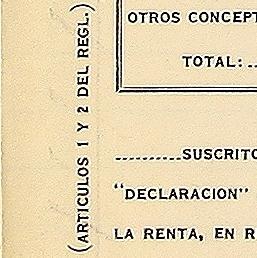 OTROS CONCEPT
TOTAL:..
(ARTICULOS 1 Y 2 DEL REGL.)
..........SUSCRITO
"DECLARACION"
LA RENTA, EN R